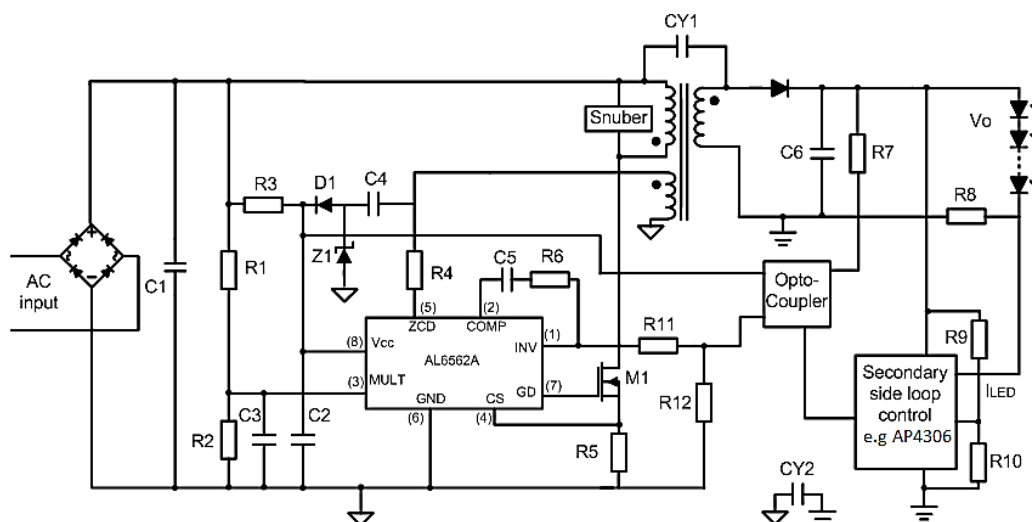 CY1
Snuber
Vo
C6
R7
R3
D1
C4
R8
Z1
R1
C1
AC
input
R4
C5
R6
Opto-
Coupler
(5)
(2)
ZCD
COMP
(1)
R11
R9
(8)
Vcc
AL6562A
INV
M1
(3)
MULT
(7)
GD
R12
Secondary
side loop
control
e.g AP4306
ILED
R2
C3
C2
GND
CS
(6)
(4)
R5
R10
CY2